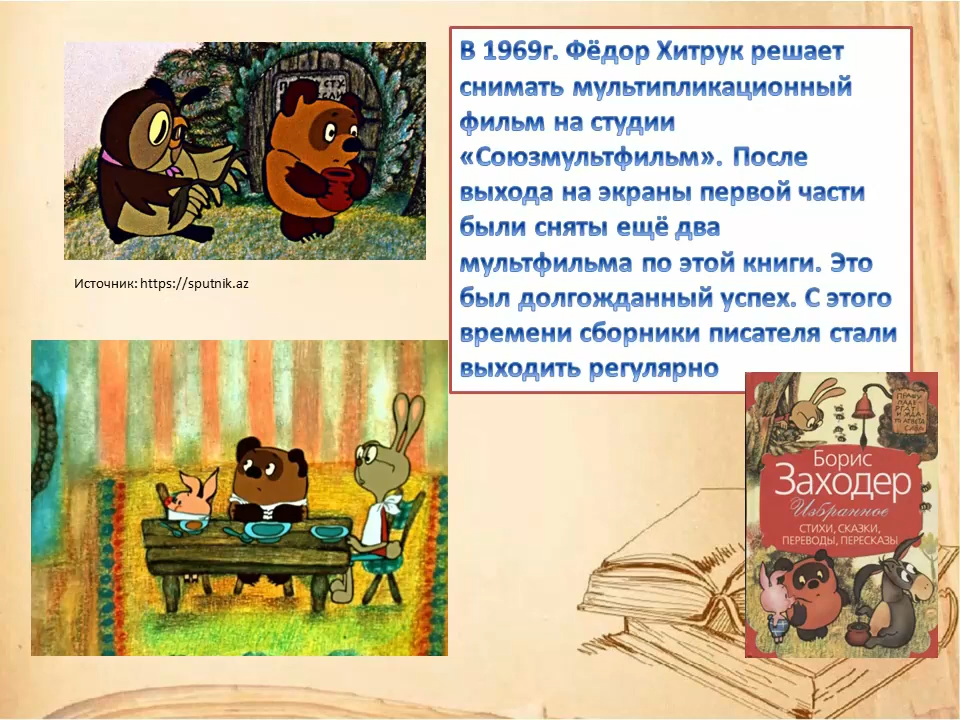 В 1969г. Фёдор Хитрук решает
снимать мультипликационный
фильм на студии
«Союзмультфильм». После
выхода на экраны первой части
были сняты ещё два
мультфильма по этой книги. Это
был долгожданный успех. С этого
времени сборники писателя стали
выходить регулярно
Источник: https://sputnik.az
Борис
Заходер
Избранное
СТИХИ, СКАЗКИ,
ПЕРЕВОДЫ, ПЕРЕСКАЗЫ